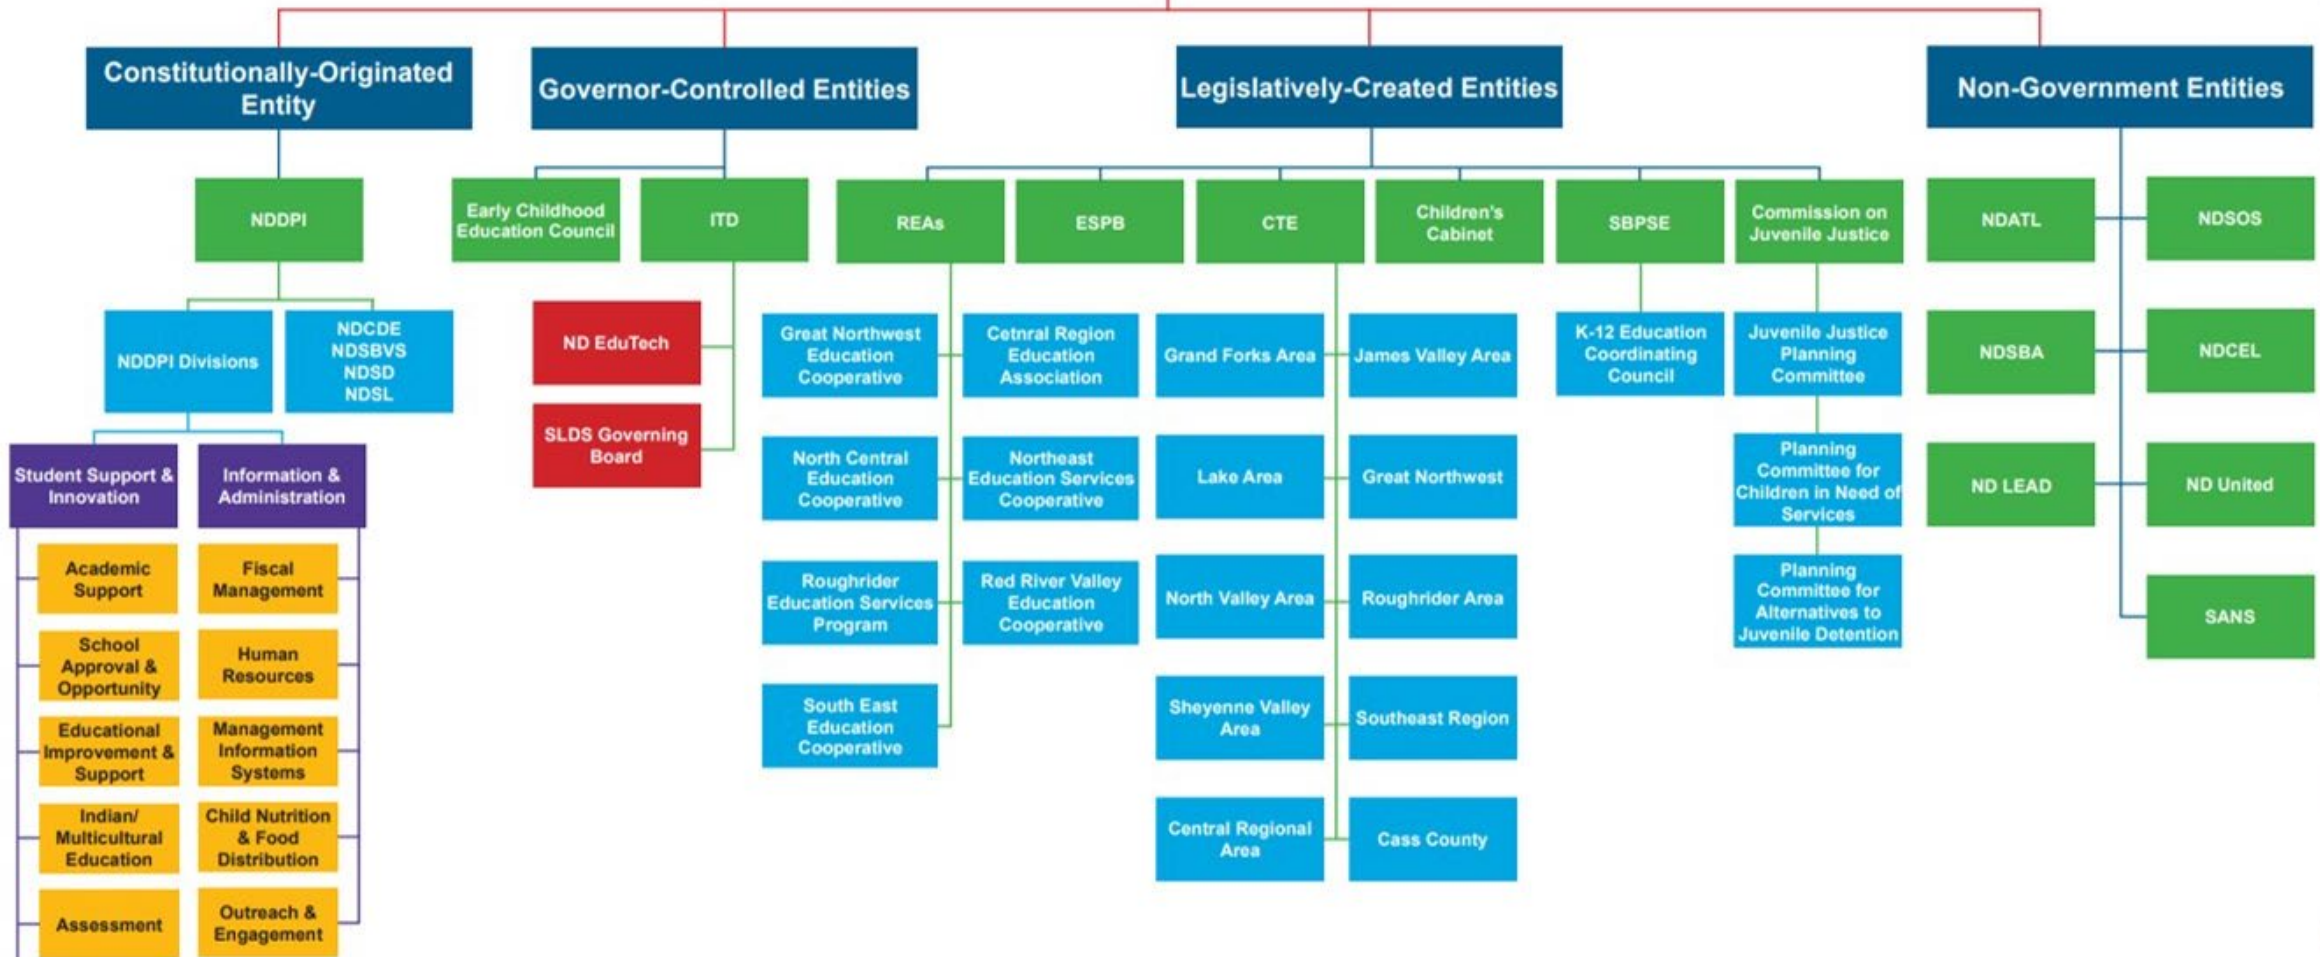 Constitutionally-Originated
Entity
Governor-Controlled Entities
Legislatively-Created Entities
Non-Government Entities
NDDPI
Early Childhood
Education Council
ITD
REAs
ESPB
CTE
Children's
Cabinet
SBPSE
Commission on
Juvenile Justice
NDATL
NDSOS
NDDPI Divisions
NDCDE
NDSBVS
NDSD
NDSL
ND EduTech
SLDS Governing
Board
Great Northwest
Education
Cooperative
Cetnral Region
Education
Association
Grand Forks Area
James Valley Area
K-12 Education
Coordinating
Council
Juvenile Justice
Planning
Committee
NDSBA
NDCEL
Student Support &
Innovation
Information &
Administration
North Central
Education
Cooperative
Northeast
Education Services
Cooperative
Lake Area
Great Northwest
Planning
Committee for
Children in Need of
Services
ND LEAD
ND United
Academic
Support
Fiscal
Management
Roughrider
Education Services
Program
Red River Valley
Education
Cooperative
North Valley Area
Roughrider Area
Planning
Committee for
Alternatives to
Juvenile Detention
SANS
School
Approval &
Opportunity
Human
Resources
South East
Education
Cooperative
Sheyenne Valley
Area
Southeast Region
Educational
Improvement &
Support
Management
Information
Systems
Indian/
Multicultural
Education
Child Nutrition
& Food
Distribution
Central Regional
Area
Cass County
Assessment
Outreach &
Engagement